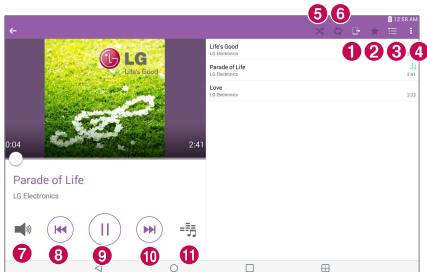 5 6
12:58 AM
1 2 3 4
LG
Life's Good
Life's Good
LG Electronics
Parade of Life
LG Electronics
2:41
Love
LG Electronics
3:33
0:04
2:41
Parade of Life
LG Electronics
7 8 9 10 11